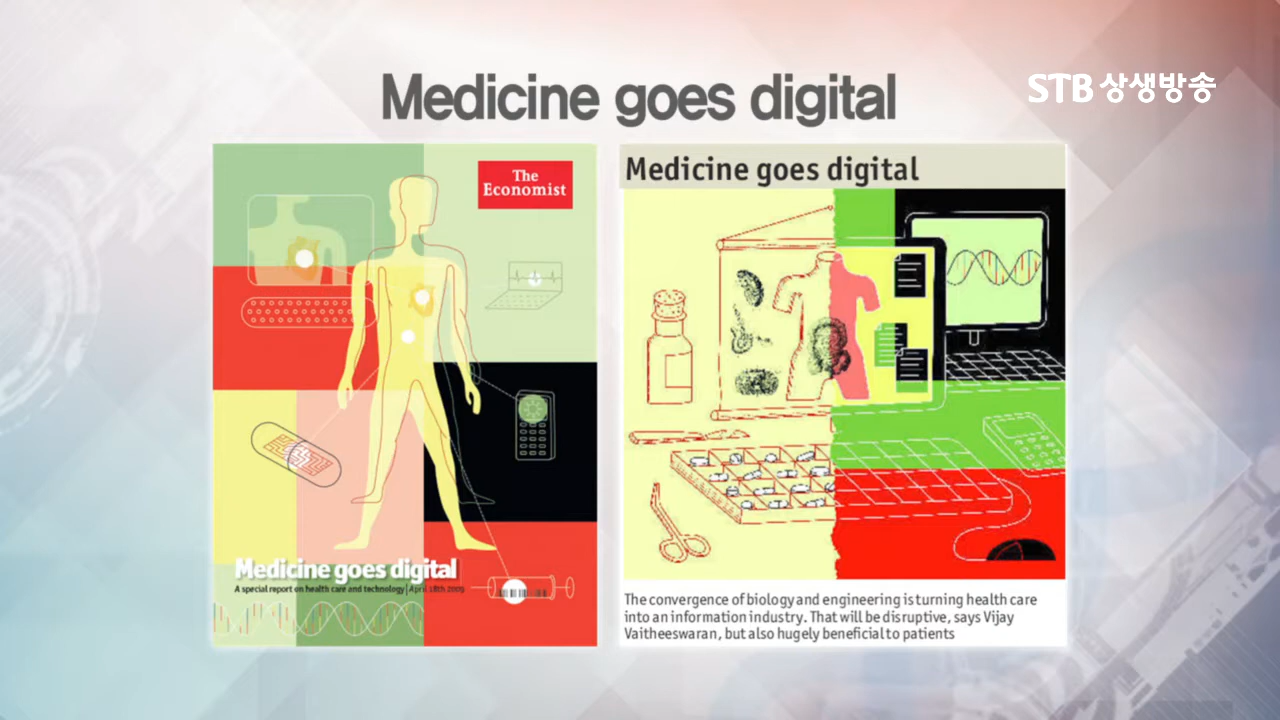 Medicine goes digital
STB 상생방송
The
Economist
Medicine goes digital
A special report on health care and technology | April 18th 2009
Medicine goes digital
The convergence of biology and engineering is turning health care
into an information industry. That will be disruptive, says Vijay
Vaitheeswaran, but also hugely beneficial to patients